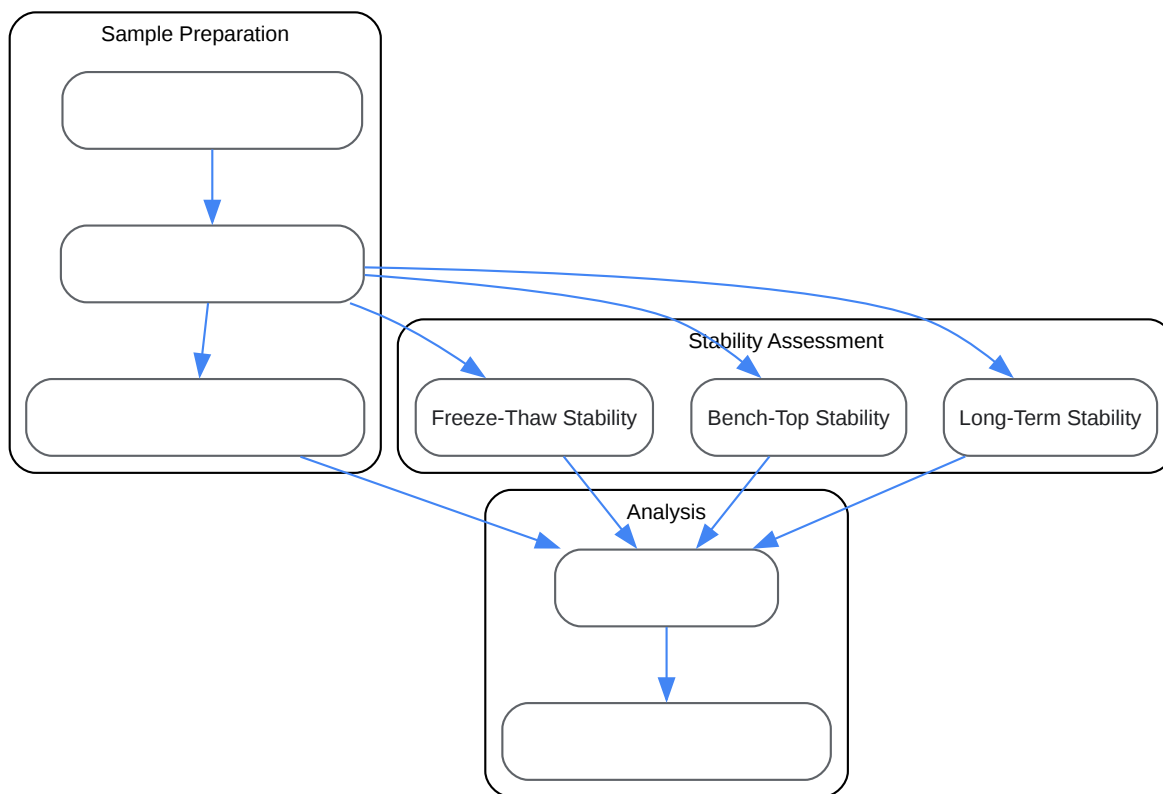 Sample Preparation
Stability Assessment
Freeze-Thaw Stability
Bench-Top Stability
Long-Term Stability
Analysis